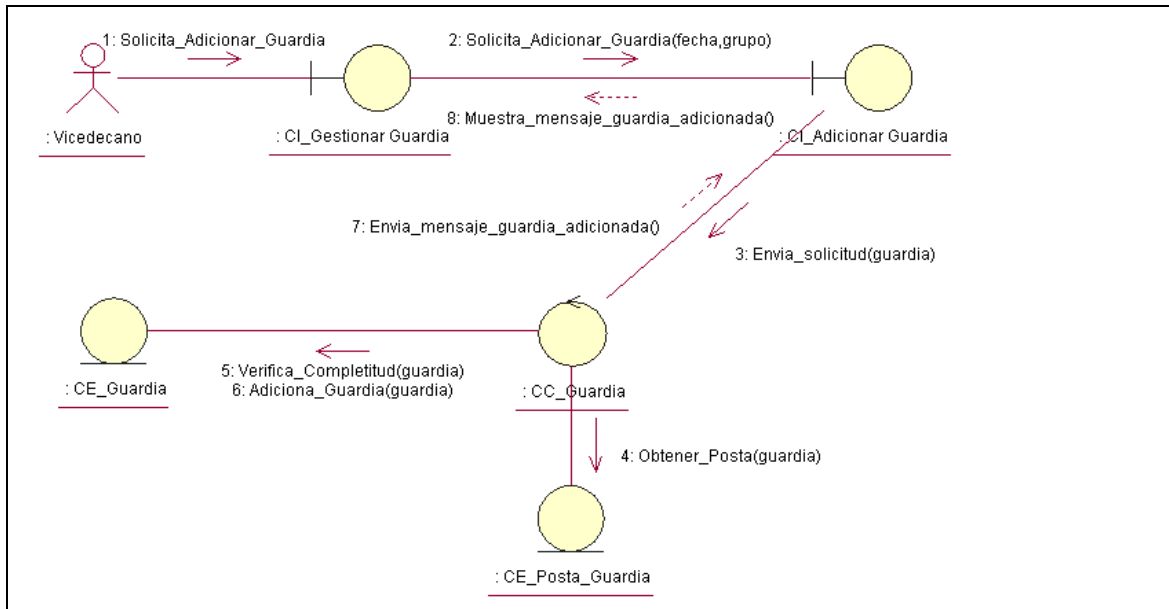 1: Solicita_Adicionar_Guardia
2: Solicita_Adicionar_Guardia(fecha,grupo)
8: Muestra_mensaje_guardia_adicionada()
: Vicedecano
: CI_Gestionar Guardia
: CI_Adicionar Guardia
7: Envia_mensaje_guardia_adicionada()
3: Envia_solicitud(guardia)
5: Verifica_Completitud(guardia)
6: Adiciona_Guardia(guardia)
: CE_Guardia
: CC_Guardia
4: Obtener_Posta(guardia)
: CE_Posta_Guardia